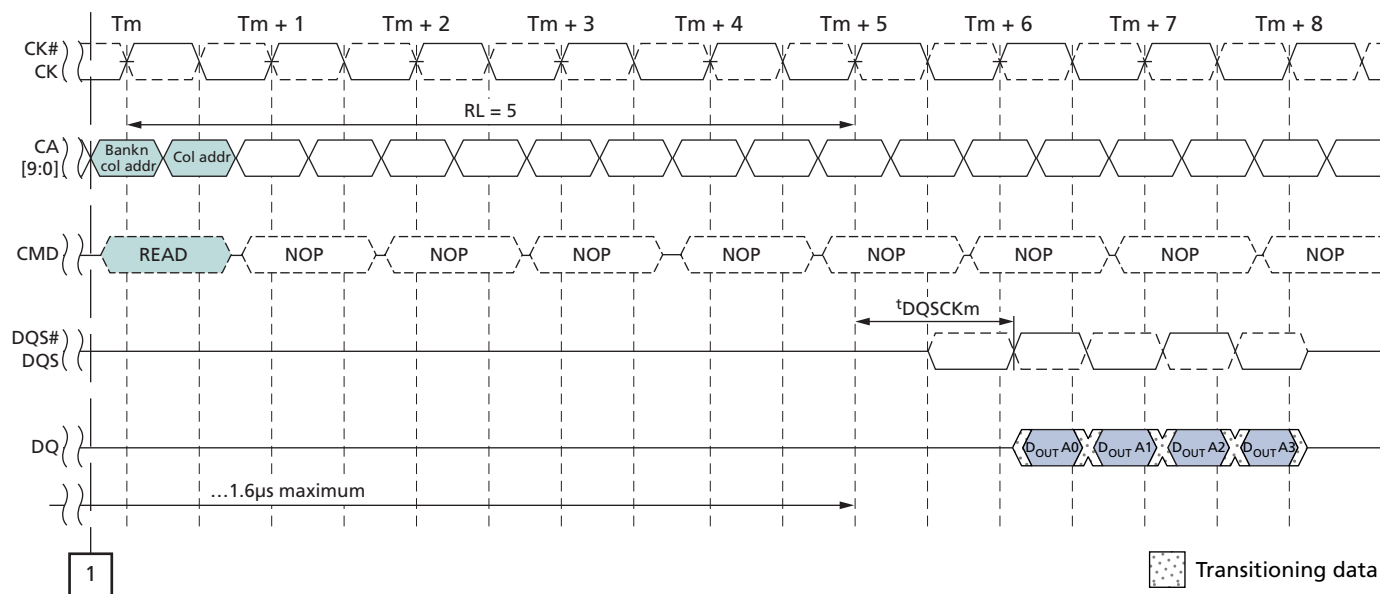 Tm Tm + 1 Tm + 2 Tm + 3 Tm + 4 Tm + 5 Tm + 6 Tm + 7 Tm + 8
CK#
CK
RL = 5
CA
[9:0]
Bankn
col addr
Col addr
CMD
READ NOP NOP NOP NOP NOP NOP NOP NOP
tDQSCKm
DQS#
DQS
DQ
DOUT A0 DOUT A1 DOUT A2 DOUT A3
...1.6µs maximum
1
Transitioning data